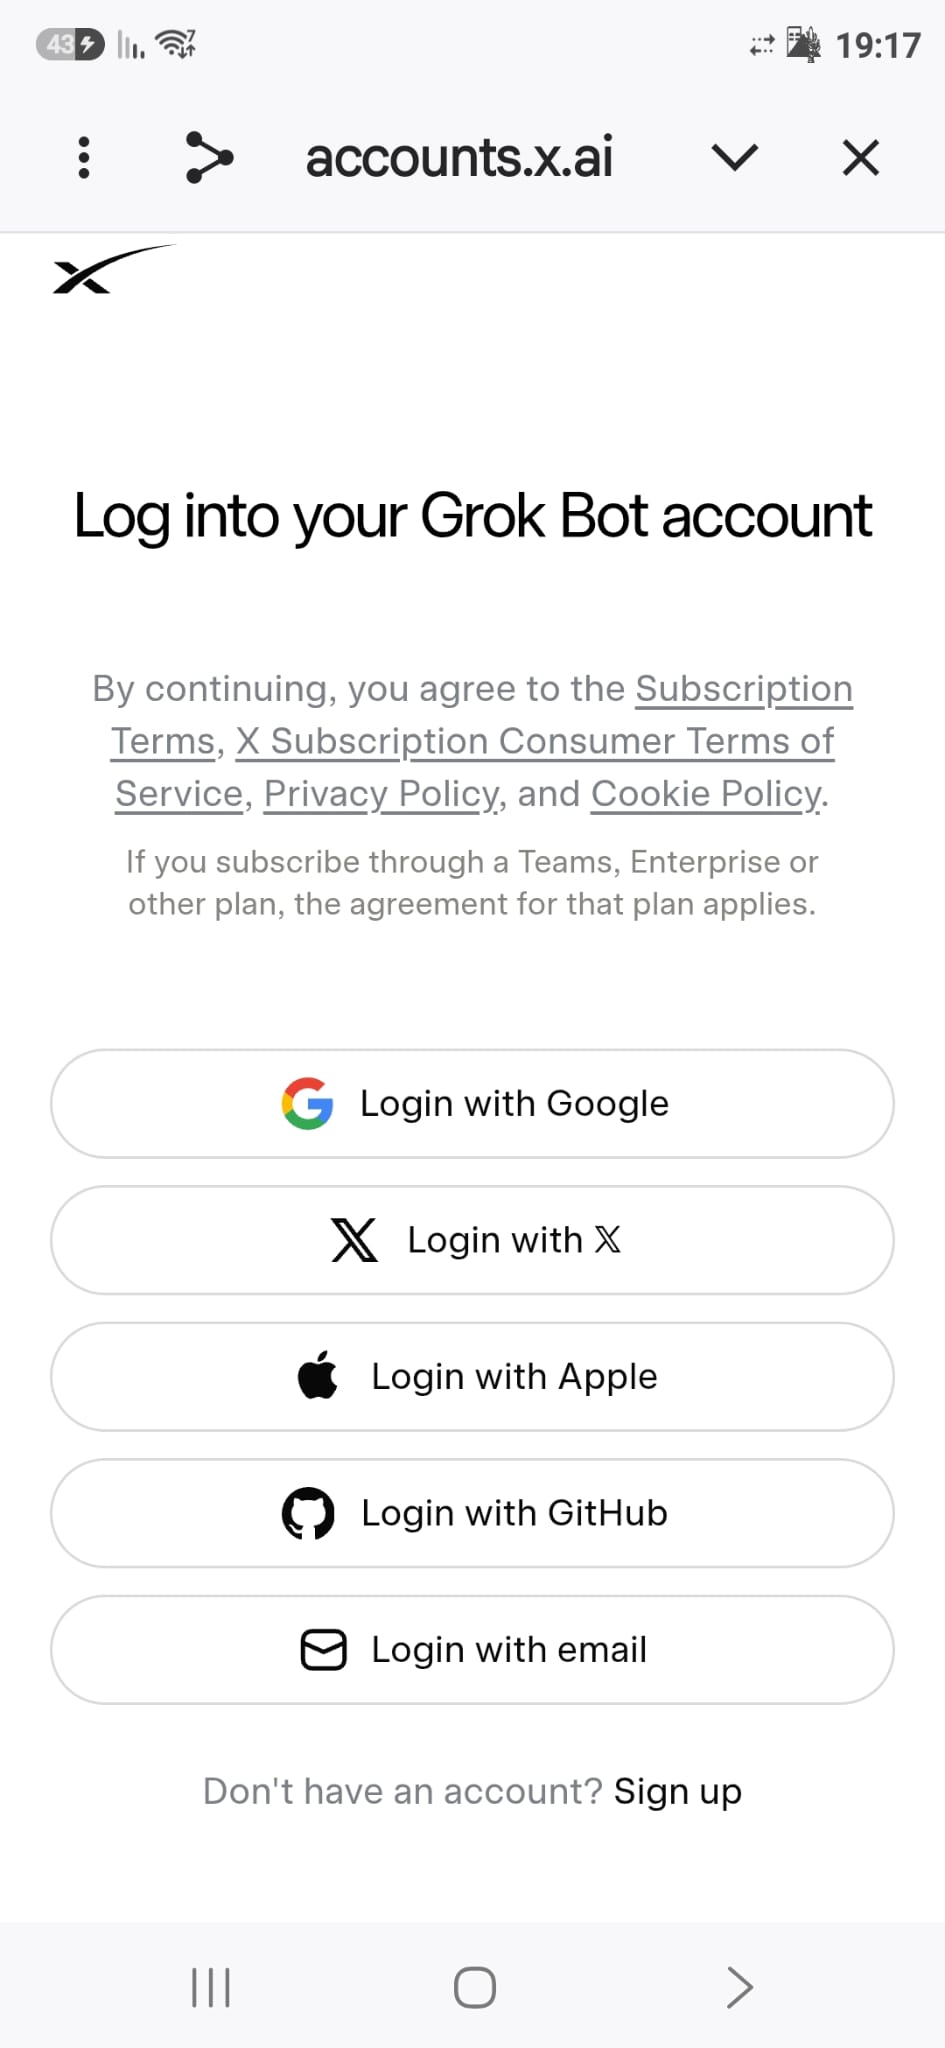 43
7
19:17
accounts.x.ai
Log into your Grok Bot account
By continuing, you agree to the Subscription
Terms, X Subscription Consumer Terms of
Service, Privacy Policy, and Cookie Policy.
If you subscribe through a Teams, Enterprise or
other plan, the agreement for that plan applies.
Login with Google
Login with 𝕏
Login with Apple
Login with GitHub
Login with email
Don't have an account? Sign up